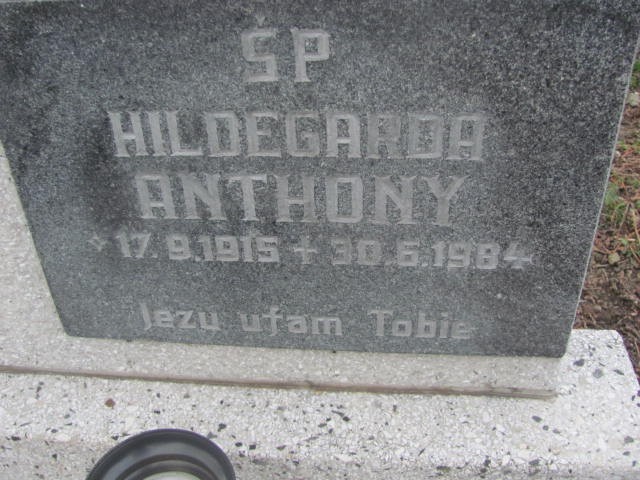 ŚP
HILDEGARDA
ANTHONY
* 17.9.1915 + 30.6.1984
Jezu ufam Tobie